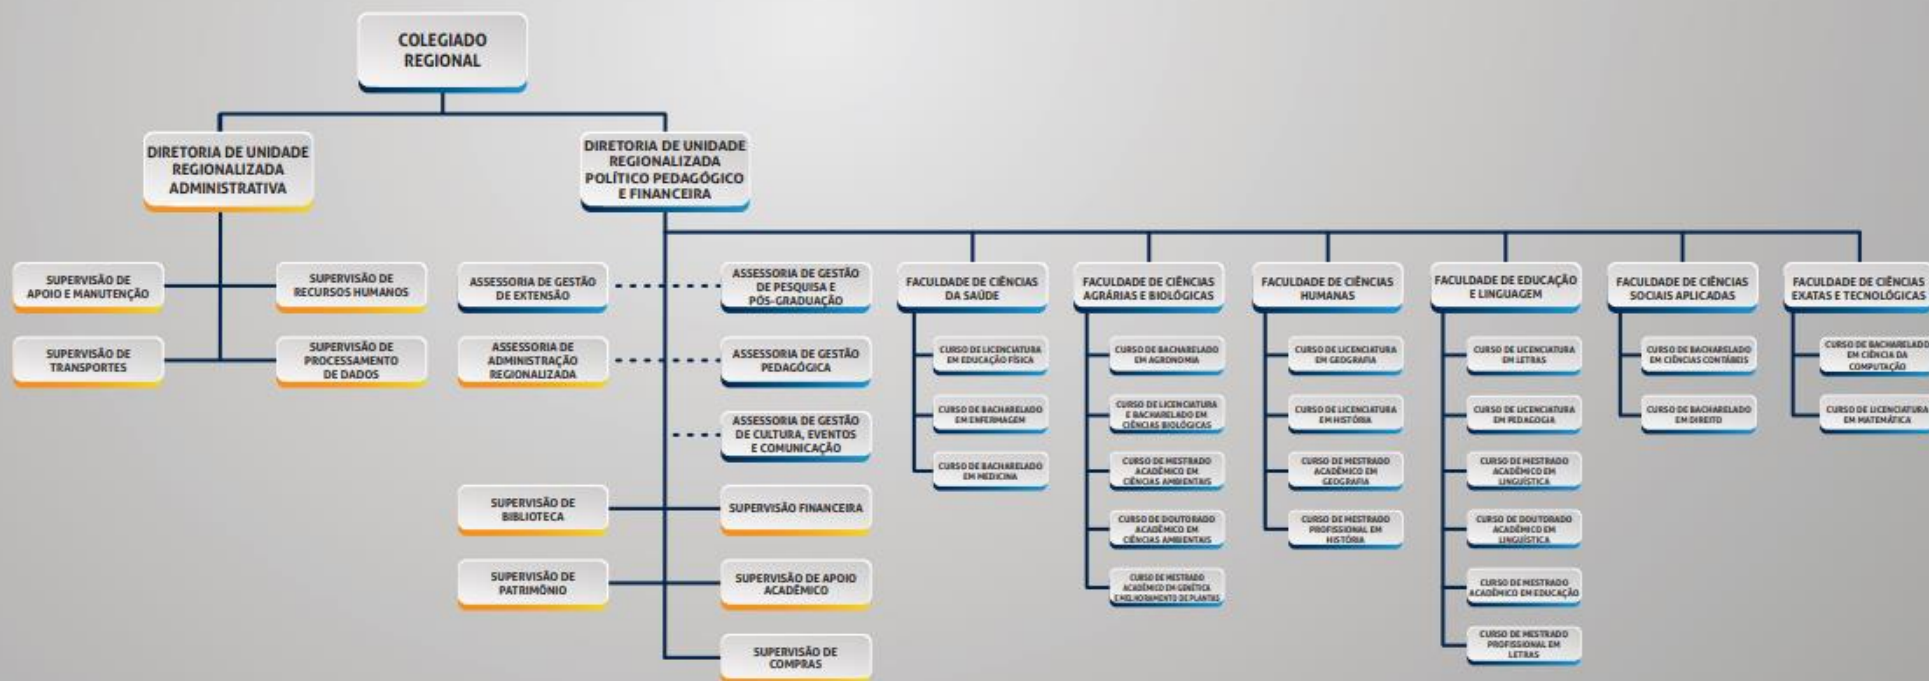 COLEGIADO
REGIONAL
DIRETORIA DE UNIDADE
REGIONALIZADA
ADMINISTRATIVA
DIRETORIA DE UNIDADE
REGIONALIZADA
POLÍTICO PEDAGÓGICO
E FINANCEIRA
SUPERVISÃO DE
APOIO E MANUTENÇÃO
SUPERVISÃO DE
RECURSOS HUMANOS
SUPERVISÃO DE
TRANSPORTES
SUPERVISÃO DE
PROCESSAMENTO
DE DADOS
ASSESSORIA DE GESTÃO
DE EXTENSÃO
ASSESSORIA DE GESTÃO
DE PESQUISA E
PÓS-GRADUAÇÃO
ASSESSORIA DE
ADMINISTRAÇÃO
REGIONALIZADA
ASSESSORIA DE GESTÃO
PEDAGÓGICA
ASSESSORIA DE GESTÃO
DE CULTURA, EVENTOS
E COMUNICAÇÃO
SUPERVISÃO DE
BIBLIOTECA
SUPERVISÃO FINANCEIRA
SUPERVISÃO DE
PATRIMÔNIO
SUPERVISÃO DE APOIO
ACADÊMICO
SUPERVISÃO DE
COMPRAS
FACULDADE DE CIÊNCIAS
DA SAÚDE
CURSO DE LICENCIATURA
EM EDUCAÇÃO FÍSICA
CURSO DE BACHARELADO
EM ENFERMAGEM
CURSO DE BACHARELADO
EM MEDICINA
FACULDADE DE CIÊNCIAS
AGRÁRIAS E BIOLÓGICAS
CURSO DE BACHARELADO
EM AGRONOMIA
CURSO DE LICENCIATURA
E BACHARELADO EM
CIÊNCIAS BIOLÓGICAS
CURSO DE MESTRADO
ACADÊMICO EM
CIÊNCIAS AMBIENTAIS
CURSO DE DOUTORADO
ACADÊMICO EM
CIÊNCIAS AMBIENTAIS
CURSO DE MESTRADO
ACADÊMICO EM GENÉTICA
E MELHORAMENTO DE PLANTAS
FACULDADE DE CIÊNCIAS
HUMANAS
CURSO DE LICENCIATURA
EM GEOGRAFIA
CURSO DE LICENCIATURA
EM HISTÓRIA
CURSO DE MESTRADO
ACADÊMICO EM
GEOGRAFIA
CURSO DE MESTRADO
PROFISSIONAL EM
HISTÓRIA
FACULDADE DE EDUCAÇÃO
E LINGUAGEM
CURSO DE LICENCIATURA
EM LETRAS
CURSO DE LICENCIATURA
EM PEDAGOGIA
CURSO DE MESTRADO
ACADÊMICO EM
LINGUÍSTICA
CURSO DE DOUTORADO
ACADÊMICO EM
LINGUÍSTICA
CURSO DE MESTRADO
ACADÊMICO EM EDUCAÇÃO
CURSO DE MESTRADO
PROFISSIONAL EM
LETRAS
FACULDADE DE CIÊNCIAS
SOCIAIS APLICADAS
CURSO DE BACHARELADO
EM CIÊNCIAS CONTÁBEIS
CURSO DE BACHARELADO
EM DIREITO
FACULDADE DE CIÊNCIAS
EXATAS E TECNOLÓGICAS
CURSO DE BACHARELADO
EM CIÊNCIA DA
COMPUTAÇÃO
CURSO DE LICENCIATURA
EM MATEMÁTICA